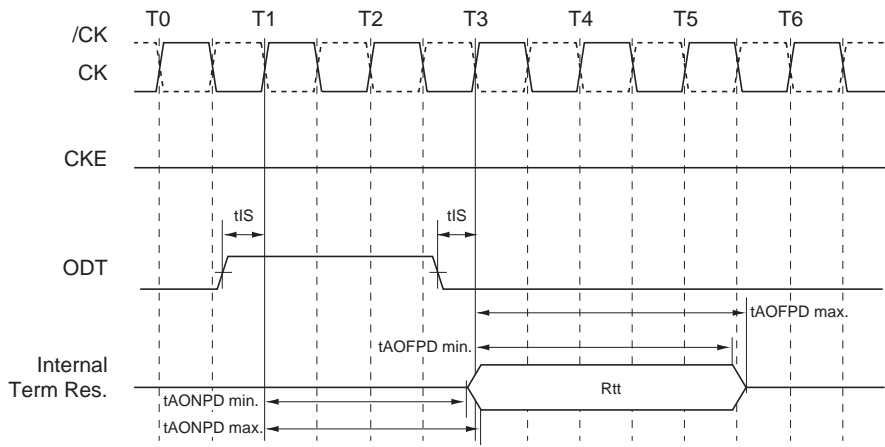 T0 T1 T2 T3 T4 T5 T6
/CK
CK
CKE
tIS tIS
ODT
tAOFPD max.
tAOFPD min.
Internal
Term Res.
Rtt
tAONPD min.
tAONPD max.